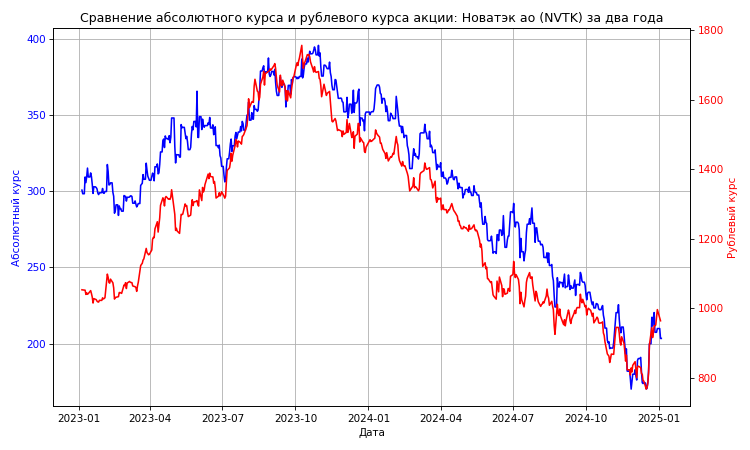 Сравнение абсолютного курса и рублевого курса акции: Новатэк ао (NVTK) за два года
400
350
300
250
200
Абсолютный курс
1800
1600
1400
1200
1000
800
Рублевый курс
2023-01 2023-04 2023-07 2023-10 2024-01 2024-04 2024-07 2024-10 2025-01
Дата